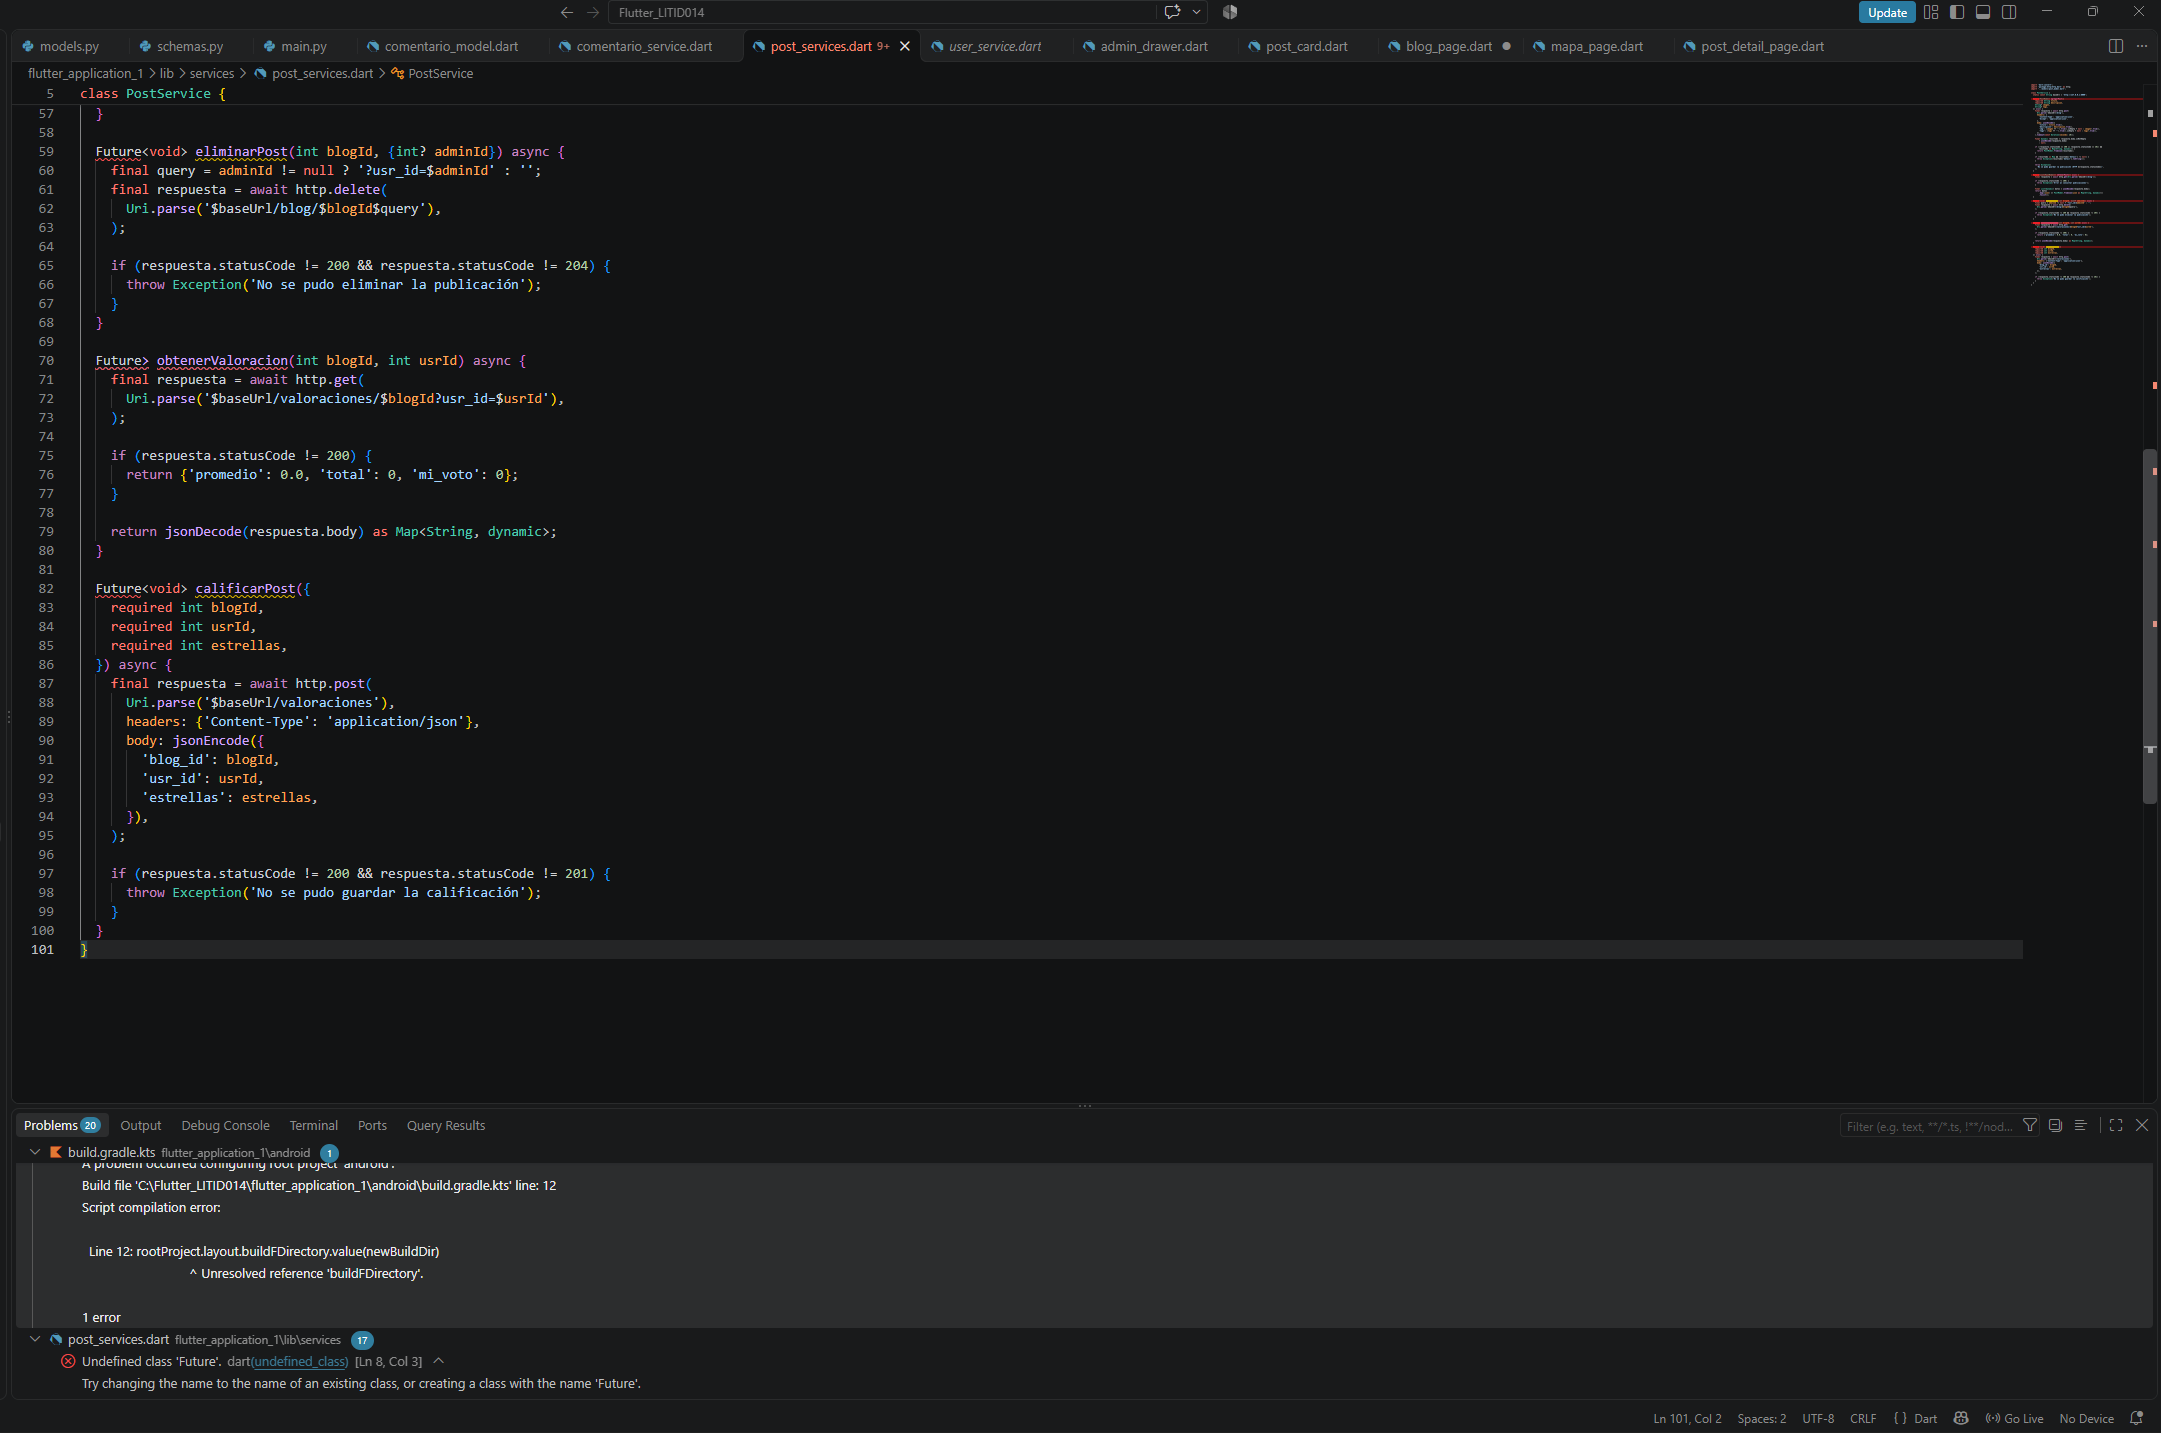 Flutter_LITID014
Update
models.py schemas.py main.py comentario_model.dart comentario_service.dart post_services.dart 9+ user_service.dart admin_drawer.dart post_card.dart blog_page.dart mapa_page.dart post_detail_page.dart
flutter_application_1 > lib > services > post_services.dart > PostService
5 class PostService {
57 }
58
59 Future<void> eliminarPost(int blogId, {int? adminId}) async {
60 final query = adminId != null ? '?usr_id=$adminId' : '';
61 final respuesta = await http.delete(
62 Uri.parse('$baseUrl/blog/$blogId$query'),
63 );
64
65 if (respuesta.statusCode != 200 && respuesta.statusCode != 204) {
66 throw Exception('No se pudo eliminar la publicación');
67 }
68 }
69
70 Future> obtenerValoracion(int blogId, int usrId) async {
71 final respuesta = await http.get(
72 Uri.parse('$baseUrl/valoraciones/$blogId?usr_id=$usrId'),
73 );
74
75 if (respuesta.statusCode != 200) {
76 return {'promedio': 0.0, 'total': 0, 'mi_voto': 0};
77 }
78
79 return jsonDecode(respuesta.body) as Map<String, dynamic>;
80 }
81
82 Future<void> calificarPost({
83 required int blogId,
84 required int usrId,
85 required int estrellas,
86 }) async {
87 final respuesta = await http.post(
88 Uri.parse('$baseUrl/valoraciones'),
89 headers: {'Content-Type': 'application/json'},
90 body: jsonEncode({
91 'blog_id': blogId,
92 'usr_id': usrId,
93 'estrellas': estrellas,
94 }),
95 );
96
97 if (respuesta.statusCode != 200 && respuesta.statusCode != 201) {
98 throw Exception('No se pudo guardar la calificación');
99 }
100 }
101 }
Problems 20 Output Debug Console Terminal Ports Query Results
Filter (e.g. text, **/*.ts, !**/nod...
build.gradle.kts flutter_application_1\android 1
A problem occurred configuring root project 'android'.
Build file 'C:\Flutter_LITID014\flutter_application_1\android\build.gradle.kts' line: 12
Script compilation error:
Line 12: rootProject.layout.buildFDirectory.value(newBuildDir)
^ Unresolved reference 'buildFDirectory'.
1 error
post_services.dart flutter_application_1\lib\services 17
Undefined class 'Future'. dart(undefined_class) [Ln 8, Col 3]
Try changing the name to the name of an existing class, or creating a class with the name 'Future'.
Ln 101, Col 2 Spaces: 2 UTF-8 CRLF { } Dart Go Live No Device